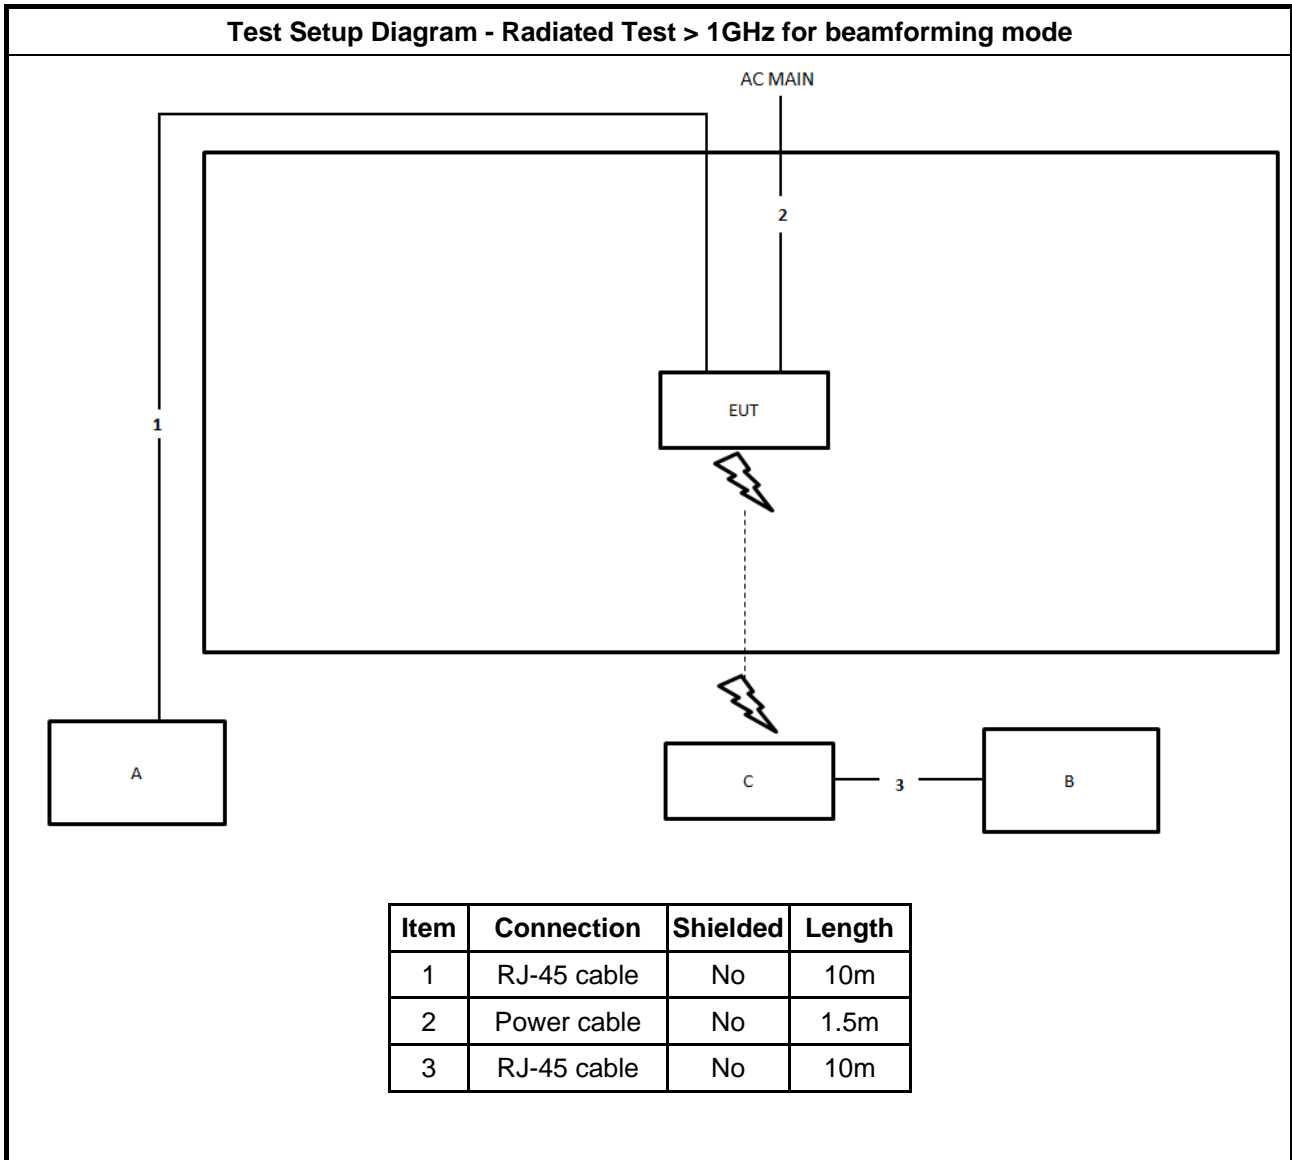 Test Setup Diagram - Radiated Test > 1GHz for beamforming mode
AC MAIN
2
EUT
1
A
C
3
B
Item Connection Shielded Length
1 RJ-45 cable No 10m
2 Power cable No 1.5m
3 RJ-45 cable No 10m